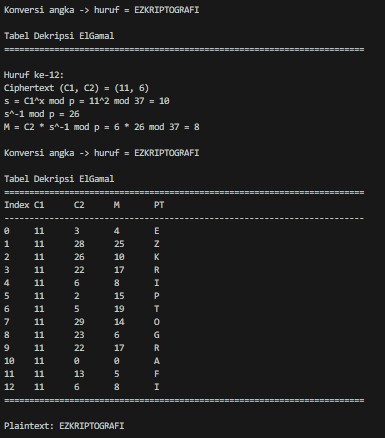 Konversi angka -> huruf = EZKRIPTOGRAFI
Tabel Dekripsi ElGamal
========================================================================
Huruf ke-12:
Ciphertext (C1, C2) = (11, 6)
s = C1^x mod p = 11^2 mod 37 = 10
s^-1 mod p = 26
M = C2 * s^-1 mod p = 6 * 26 mod 37 = 8
Konversi angka -> huruf = EZKRIPTOGRAFI
Tabel Dekripsi ElGamal
========================================================================
Index C1 C2 M PT
------------------------------------------------------------------------
0 11 3 4 E
1 11 28 25 Z
2 11 26 10 K
3 11 22 17 R
4 11 6 8 I
5 11 2 15 P
6 11 5 19 T
7 11 29 14 O
8 11 23 6 G
9 11 22 17 R
10 11 0 0 A
11 11 13 5 F
12 11 6 8 I
========================================================================
Plaintext: EZKRIPTOGRAFI